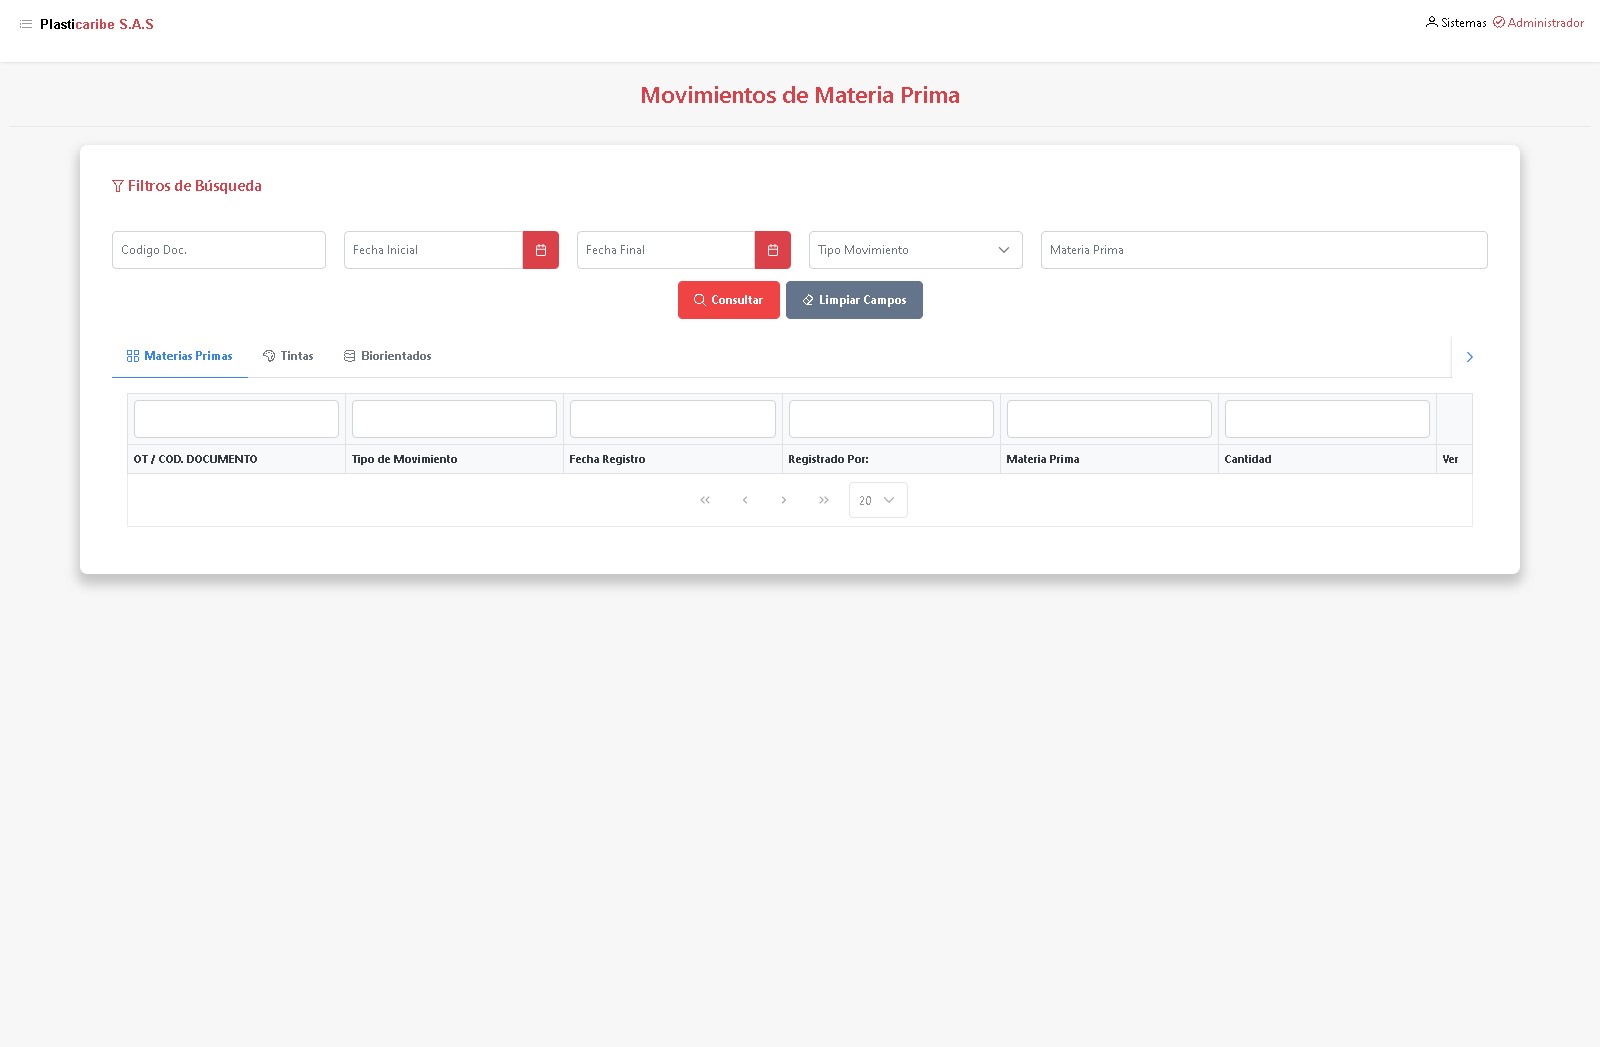 Plasticaribe S.A.S
Sistemas Administrador
Movimientos de Materia Prima
Filtros de Búsqueda
Codigo Doc. Fecha Inicial Fecha Final Tipo Movimiento Materia Prima
Consultar Limpiar Campos
Materias Primas Tintas Biorientados
OT / COD. DOCUMENTO Tipo de Movimiento Fecha Registro Registrado Por: Materia Prima Cantidad Ver
20